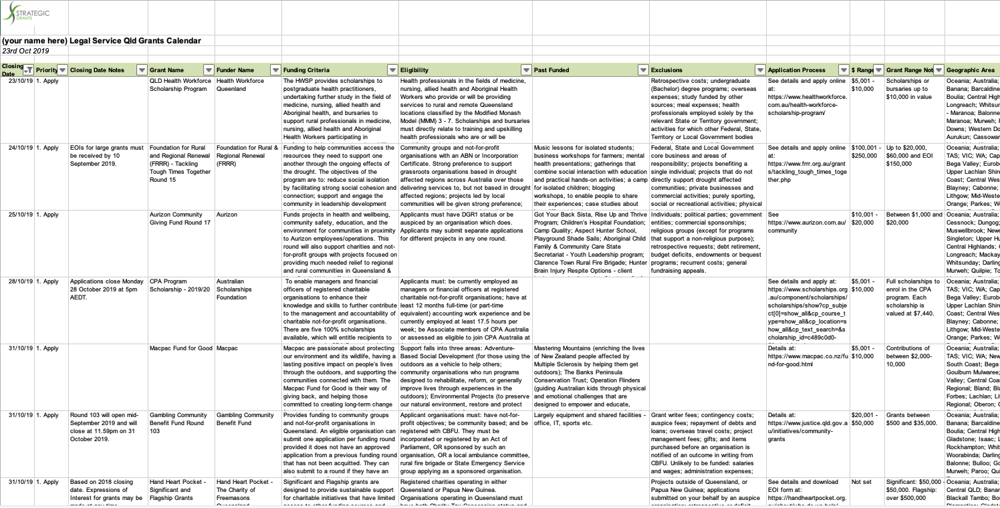 STRATEGIC
GRANTS
(your name here) Legal Service Qld Grants Calendar
23rd Oct 2019
Closing Date
Priority
Closing Date Notes
Grant Name
Funder Name
Funding Criteria
Eligibility
Past Funded
Exclusions
Application Process
$ Range
Grant Range Not
Geographic Area
23/10/19
1. Apply
QLD Health Workforce
Scholarship Program
Health Workforce
Queenland
The HWSP provides scholarships to
postgraduate health practitioners,
undertaking further study in the field of
medicine, nursing, allied health and
Aboriginal health, and bursaries to
support rural professionals in medicine,
nursing, allied health and Aboriginal
Health Workers participating in
Health professionals in the fields of medicine,
nursing, allied health and Aboriginal Health
Workers who provide or will be providing
services to rural and remote Queensland
locations classified by the Modified Monash
Model (MMM) 3 - 7. Scholarships and bursaries
must directly relate to training and upskilling
health professionals who are or will be
Retrospective costs; undergraduate
(Bachelor) degree programs; overseas
expenses; study funded by other
sources; meal expenses; health
professionals employed solely by the
relevant State or Territory government;
activities for which other Federal, State,
Territory or Local Government bodies
See details and apply online
at:
https://www.healthworkforce.
com.au/health-workforce-
scholarship-program/
$5,001 -
$10,000
Scholarships or
bursaries up to
$10,000 in value
Oceania; Australia;
Banana; Barcaldine
Boulia; Central High
Longreach; Whitsun
- Maranoa; Balonne
- Maranoa; Murweh;
Downs; Western Do
Aurukun; Cassowar
24/10/19
1. Apply
EOIs for large grants must
be received by 10
September 2019.
Foundation for Rural
and Regional Renewal
(FRRR) - Tackling
Tough Times Together
Round 15
Foundation for Rural &
Regional Renewal
(FRRR)
Funding to help communities access the
resources they need to support one
another through the ongoing effects of
the drought. The objectives of the
program are to: reduce social isolation
by facilitating strong social cohesion and
connection; support and engage the
community in leadership development
Community groups and not-for-profit
organisations with an ABN or Incorporation
Certificate. Strong preference to support
grassroots organisations based in drought
affected regions across Australia over those
delivering services to, but not based in drought
affected regions; projects led by local
communities will be given strong preference;
Music lessons for isolated students;
business workshops for farmers; mental
health presentations; gatherings that
combine social interaction with education
and practical hands-on activities; a camp
for isolated children; blogging
workshops, to enable people to share
their experiences; case studies about
Federal, State and Local Government
core business and areas of
responsibility; projects benefiting a
single individual; projects that do not
directly support drought affected
communities; private businesses and
commercial activities; purely sporting,
social or recreational activities; physical
See details and apply online
at:
https://www.frrr.org.au/grant
s/tackling_tough_times_toge
ther.php
$100,001 -
$250,000
Up to $20,000,
$60,000 and EOI
$150,000
Oceania; Australia;
TAS; VIC; WA; Cap
Bega Valley; Eurob
Upper Lachlan Shire
Coast; Central West
Blayney; Cabonne;
Lithgow; Mid-Weste
Orange; Parkes; We
25/10/19
1. Apply
Aurizon Community
Giving Fund Round 17
Aurizon
Funds projects in health and wellbeing,
community safety, education, and the
environment for communities in proximity
to Aurizon employees/operations. This
round will also support charities and not-
for-profit groups with projects focused on
providing much needed relief to regional
and rural communities in Queensland &
Applicants must have DGR1 status or be
auspiced by an organisation which does.
Applicants may submit separate applications
for different projects in any one round.
Got Your Back Sista, Rise Up and Thrive
Program; Children's Hospital Foundation;
Camp Quality; Aspect Hunter School,
Playground Shade Sails; Aboriginal Child
Family & Community Care State
Secretariat - Youth Leadership program;
Clarence Town Rural Fire Brigade; Hunter
Brain Injury Respite Options - client
Individuals; political parties; government
entities; commercial sponsorships;
religious groups (except for programs
that support a non-religious purpose);
retrospective requests; debt retirement,
budget deficits, endowments or bequest
programs; recurrent costs; general
fundraising appeals.
See
https://www.aurizon.com.au/
community
$10,001 -
$20,000
Between $1,000 and
$20,000
Oceania; Australia;
Cessnock; Dungog;
Muswellbrook; Newc
Singleton; Upper Hu
Central Highlands; G
Longreach; Mackay
Whitsunday; Darling
Murweh; Quilpie; To
28/10/19
1. Apply
Applications close Monday
28 October 2019 at 5pm
AEDT.
CPA Program
Scholarship - 2019/20
Australian
Scholarships
Foundation
To enable managers and financial
officers of registered charitable
organisations to enhance their
knowledge and skills to further contribute
to the management and accountability of
charitable not-for-profit organisations.
There are five 100% scholarships
available, which will entitle recipients to
Applicants must: be currently employed as
managers or financial officers at registered
charitable not-for-profit organisations; have at
least 12 months full-time (or part-time
equivalent) accounting work experience and be
currently employed at least 17.5 hours per
week; be Associate members of CPA Australia
or assessed as eligible to join CPA Australia at
See details and apply at:
https://www.scholarships.org
.au/component/scholarships/
scholarships/show?cp_subje
ct[0]=show_all&cp_course_t
ype=show_all&cp_location=s
how_all&cp_text_search=&s
cholarship_id=c489c0d0-
$5,001 -
$10,000
Full scholarships to
enrol in the CPA
program. Each
scholarship is
valued at $7,440.
Oceania; Australia;
TAS; VIC; WA; Cap
Bega Valley; Eurob
Upper Lachlan Shire
Coast; Central West
Blayney; Cabonne;
Lithgow; Mid-Weste
Orange; Parkes; We
31/10/19
1. Apply
Macpac Fund for Good
Macpac
Macpac are passionate about protecting
our environment and its wildlife, having a
lasting positive impact on people's lives
through the outdoors, and supporting the
communities connected with them. The
Macpac Fund for Good is their way of
giving back, and helping those
committed to creating long-term change
Support falls into three areas: Adventure-
Based Social Development (for those using the
outdoors as a vehicle to help others;
community organisations who run programs
designed to rehabilitate, reform, or generally
improve lives through experiences in the
outdoors); Environmental Projects (to preserve
our natural environment, restore and protect
Mastering Mountains (enriching the lives
of New Zealand people affected by
Multiple Sclerosis by helping them get
outdoors); The Banks Peninsula
Conservation Trust; Operation Flinders
(guiding Australian kids through physical
and emotional challenges that are
designed to empower and educate,
Details at:
https://www.macpac.co.nz/fu
nd-for-good.html
$5,001 -
$10,000
Contributions of
between $2,000-
10,000
Oceania; Australia;
TAS; VIC; WA; New
South Coast; Bega
Goulburn Mulwaree;
Valley; Central Coas
Regional; Bland; Bla
Forbes; Lachlan; Lit
Regional; Oberon; O
31/10/19
1. Apply
Round 103 will open mid-
September 2019 and will
close at 11.59pm on 31
October 2019.
Gambling Community
Benefit Fund Round
103
Gambling Community
Benefit Fund
Provides funding to community groups
and not-for-profit organisations in
Queensland. An eligible organisation can
submit one application per funding round
provided it does not have an approved
application from a previous funding round
that has not been acquitted. They can
also submit to a round if they have an
Applicant organisations must: have not-for-
profit objectives; be community based; and be
registered with CBFU. They must be
incorporated or registered by an Act of
Parliament, OR sponsored by such an
organisation, OR a local ambulance committee,
rural fire brigade or State Emergency Service
group applying as a sponsored organisation.
Largely equipment and shared facilities -
office, IT, sports etc.
Grant writer fees; contingency costs;
auspice fees; repayment of debts and
loans; overseas travel costs; project
management fees; gifts; and items
purchased before an organisation is
notified of an outcome in writing from
CBFU. Unlikely to be funded: salaries
and wages; administration expenses;
Details at:
https://www.justice.qld.gov.a
u/initiatives/community-
grants
$20,001 -
$50,000
Grants between
$500 and $35,000.
Oceania; Australia;
Banana; Barcaldine
Boulia; Central High
Gladstone; Isaac; L
Rockhampton; Whit
Woorabinda; Darling
Balonne; Bulloo; Go
Murweh; Paroo; Qui
31/10/19
1. Apply
Based on 2018 closing
date. Expressions of
Interest for grants may be
Hand Heart Pocket -
Significant and
Flagship Grants
Hand Heart Pocket -
The Charity of
Freemasons
Significant and Flagship grants are
designed to provide sustainable support
for charitable initiatives that have limited
Registered charities operating in either
Queensland or Papua New Guinea.
Organisations operating in Queensland must
Projects outside of Queensland, or
Papua New Guinea; applications
submitted on your behalf by an auspice
See details and download
EOI form at:
https://handheartpocket.org.
Not set
Significant: $50,000 -
$50,000. Flagship:
over $500,000
Oceania; Australia;
Central QLD; Banan
Blackall Tambo; Bou